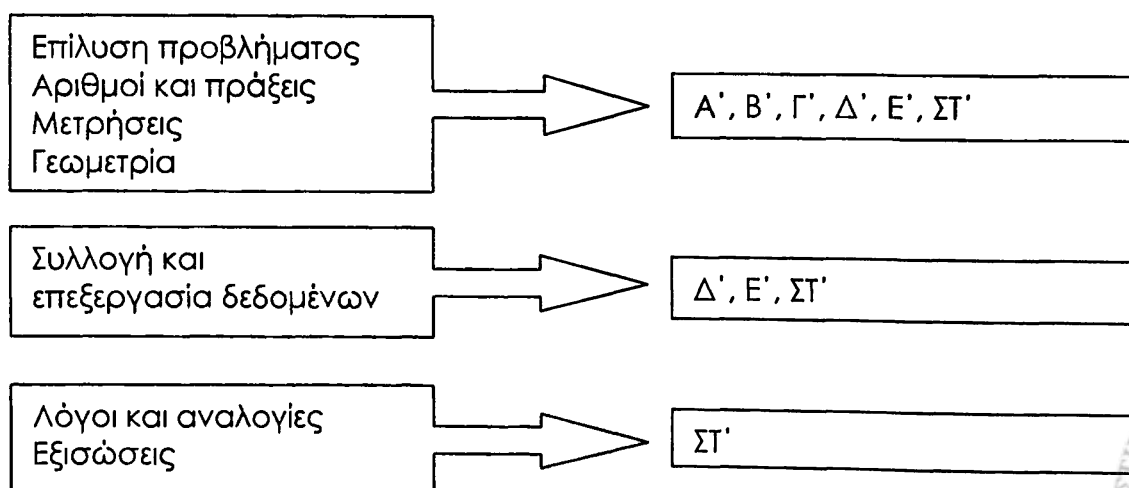 Επίλυση προβλήματος
Αριθμοί και πράξεις
Μετρήσεις
Γεωμετρία
Α', Β', Γ', Δ', Ε', ΣΤ'
Συλλογή και
επεξεργασία δεδομένων
Δ', Ε', ΣΤ'
Λόγοι και αναλογίες
Εξισώσεις
ΣΤ'